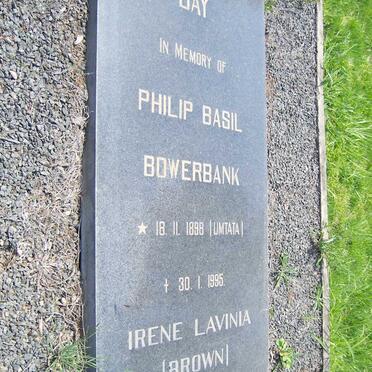 DAY
IN MEMORY OF
PHILIP BASIL
BOWERBANK
★ 18. 11. 1898 (UMTATA)
† 30. 1. 1985.
IRENE LAVINIA
(BROWN)